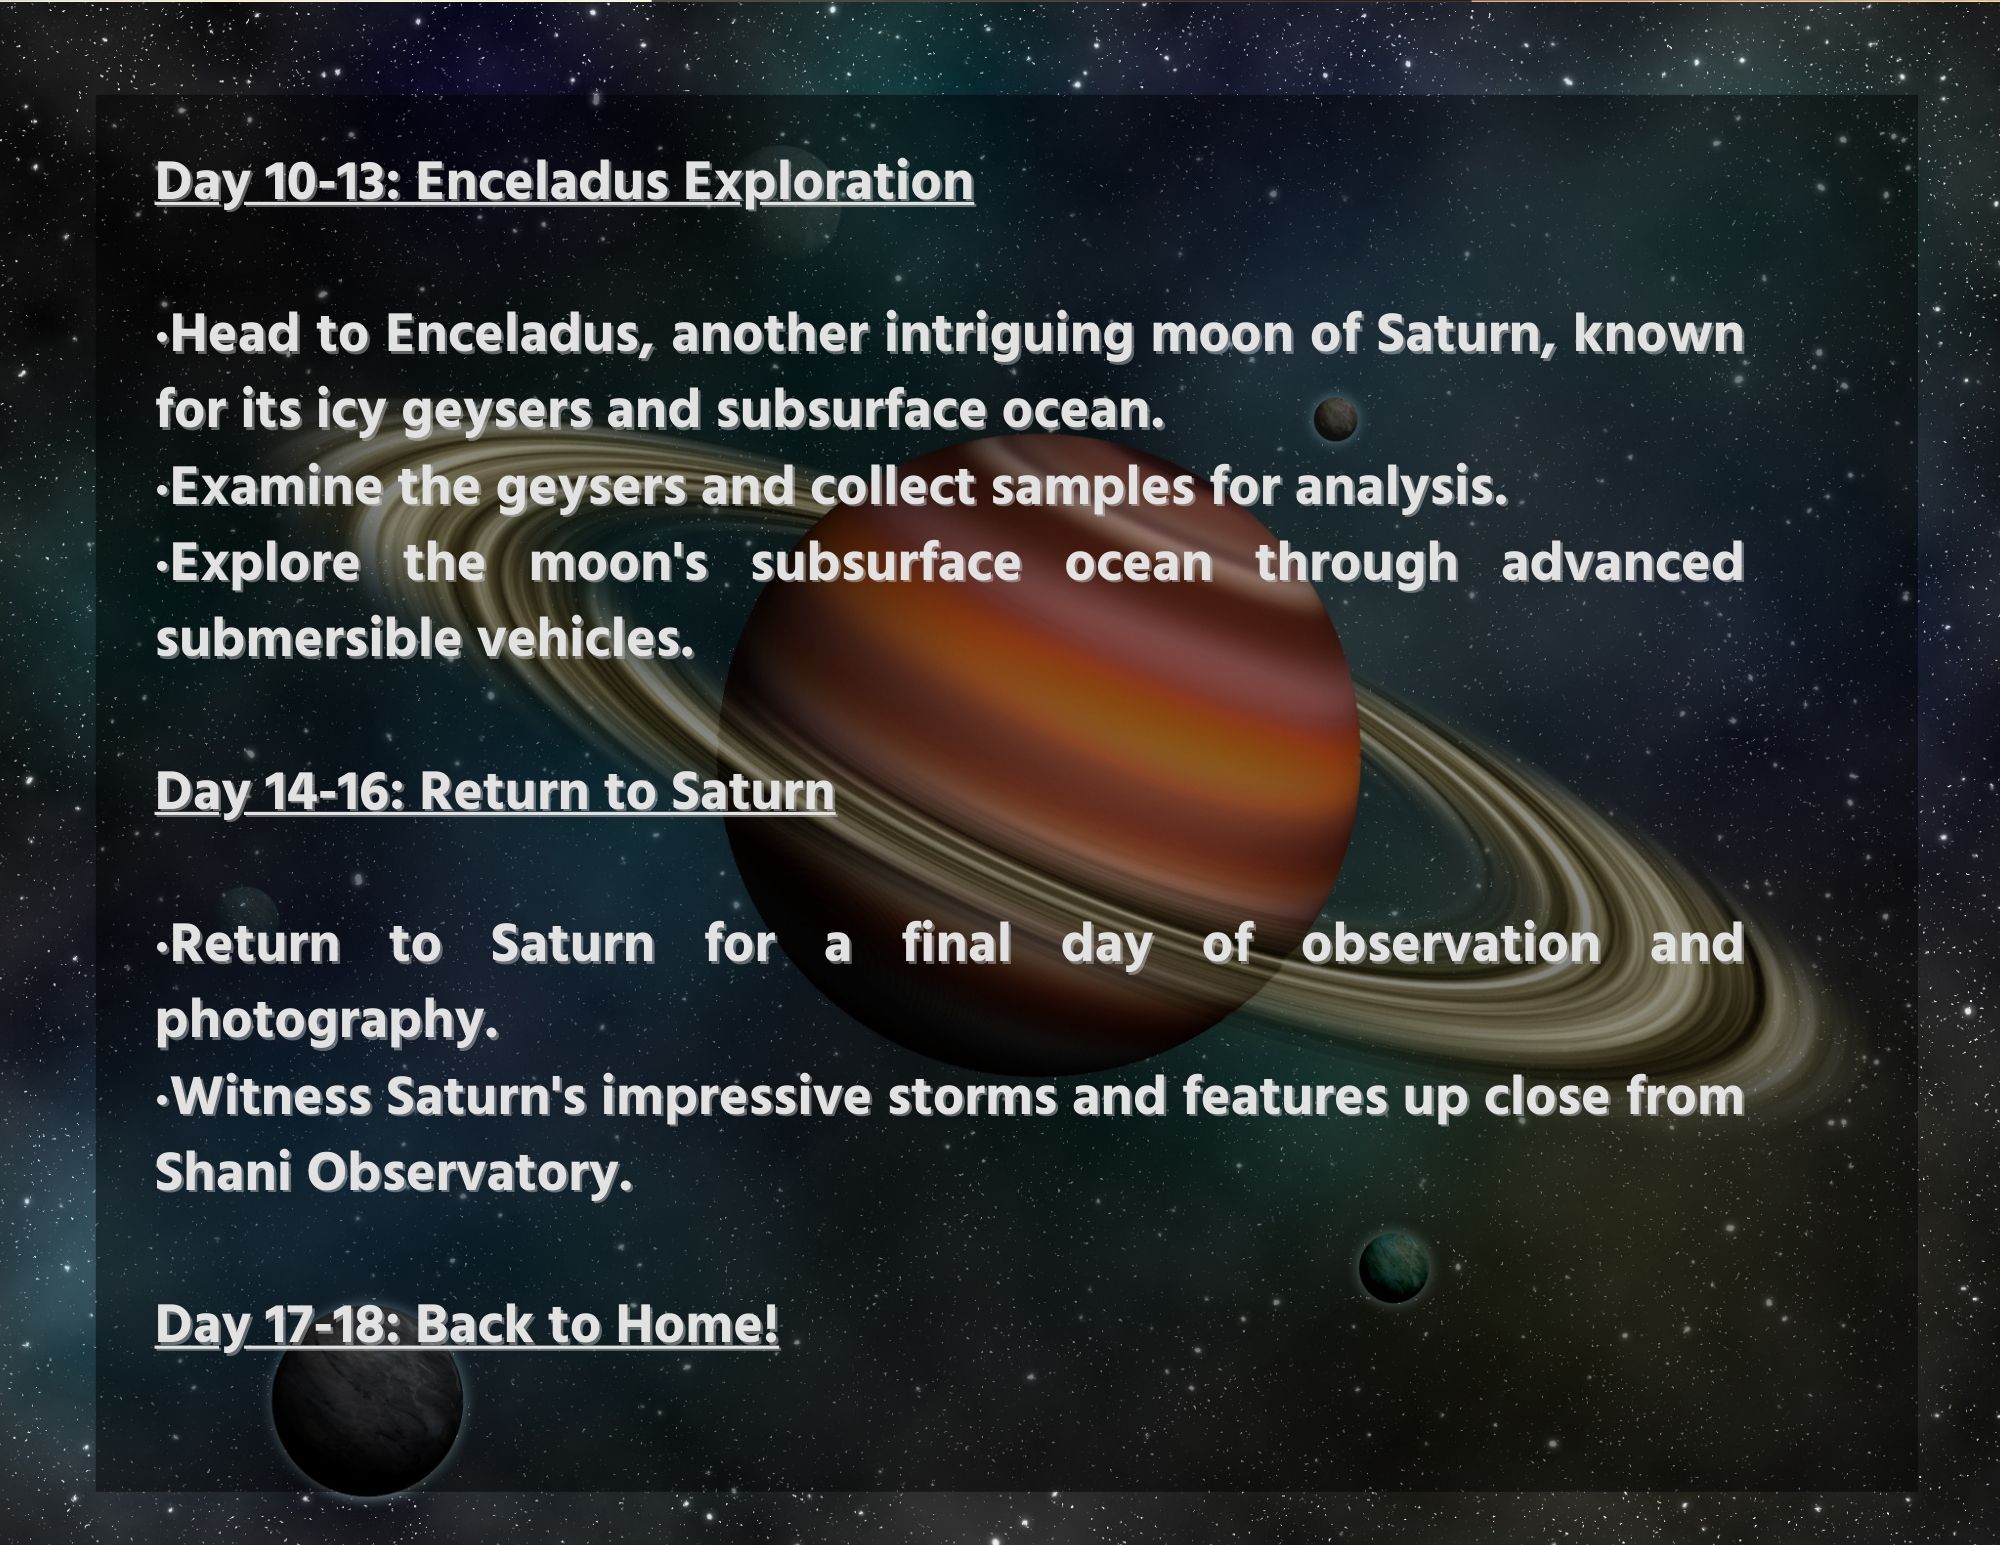 Day 10-13: Enceladus Exploration
·Head to Enceladus, another intriguing moon of Saturn, known
for its icy geysers and subsurface ocean.
·Examine the geysers and collect samples for analysis.
·Explore the moon's subsurface ocean through advanced
submersible vehicles.
Day 14-16: Return to Saturn
·Return to Saturn for a final day of observation and
photography.
·Witness Saturn's impressive storms and features up close from
Shani Observatory.
Day 17-18: Back to Home!